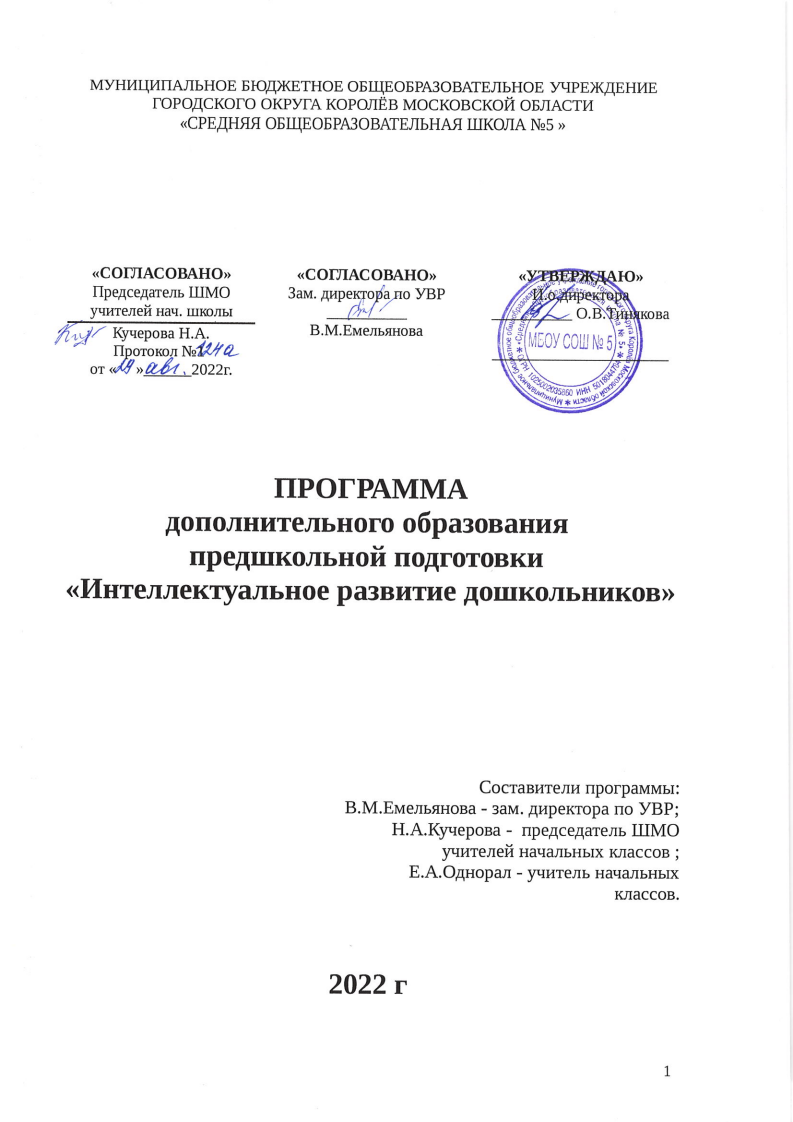 МУНИЦИПАЛЬНОЕ БЮДЖЕТНОЕ ОБЩЕОБРАЗОВАТЕЛЬНОЕ УЧРЕЖДЕНИЕ
ГОРОДСКОГО ОКРУГА КОРОЛЁВ МОСКОВСКОЙ ОБЛАСТИ
«СРЕДНЯЯ ОБЩЕОБРАЗОВАТЕЛЬНАЯ ШКОЛА №5 »
«СОГЛАСОВАНО»
Председатель ШМО
учителей нач. школы
Кучерова Н.А.
Протокол №
от «29» авг. 2022г.
«СОГЛАСОВАНО»
Зам. директора по УВР
В.М.Емельянова
«УТВЕРЖДАЮ»
И.о.директора
О.В.Тинякова
МБОУ СОШ № 5
ПРОГРАММА
дополнительного образования
предшкольной подготовки
«Интеллектуальное развитие дошкольников»
Составители программы:
В.М.Емельянова - зам. директора по УВР;
Н.А.Кучерова - председатель ШМО
учителей начальных классов ;
Е.А.Однорал - учитель начальных
классов.
2022 г
1